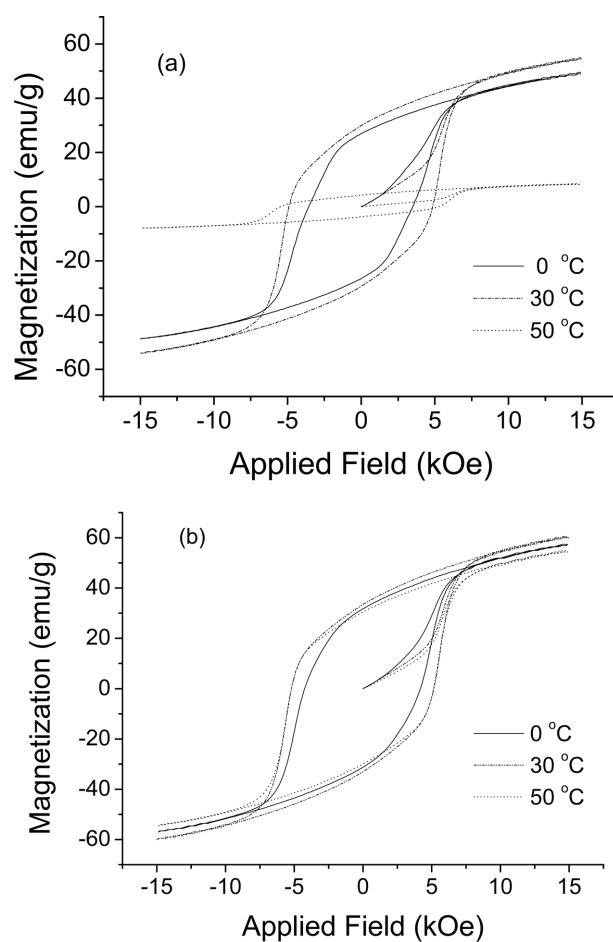 (a)
60
40
20
0
-20
-40
-60
Magnetization (emu/g)
0 °C
30 °C
50 °C
-15 -10 -5 0 5 10 15
Applied Field (kOe)
(b)
60
40
20
0
-20
-40
-60
Magnetization (emu/g)
0 °C
30 °C
50 °C
-15 -10 -5 0 5 10 15
Applied Field (kOe)